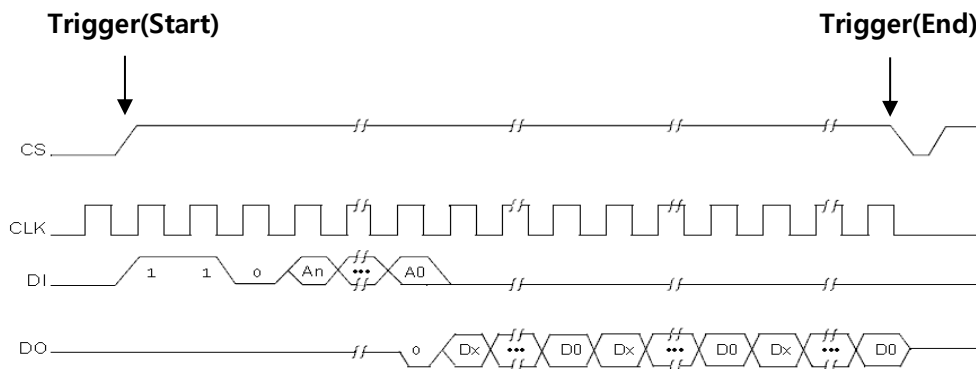 Trigger(Start) Trigger(End)
CS
CLK
DI 1 1 0 An ... A0
DO 0 Dx ... D0 Dx ... D0 Dx ... D0